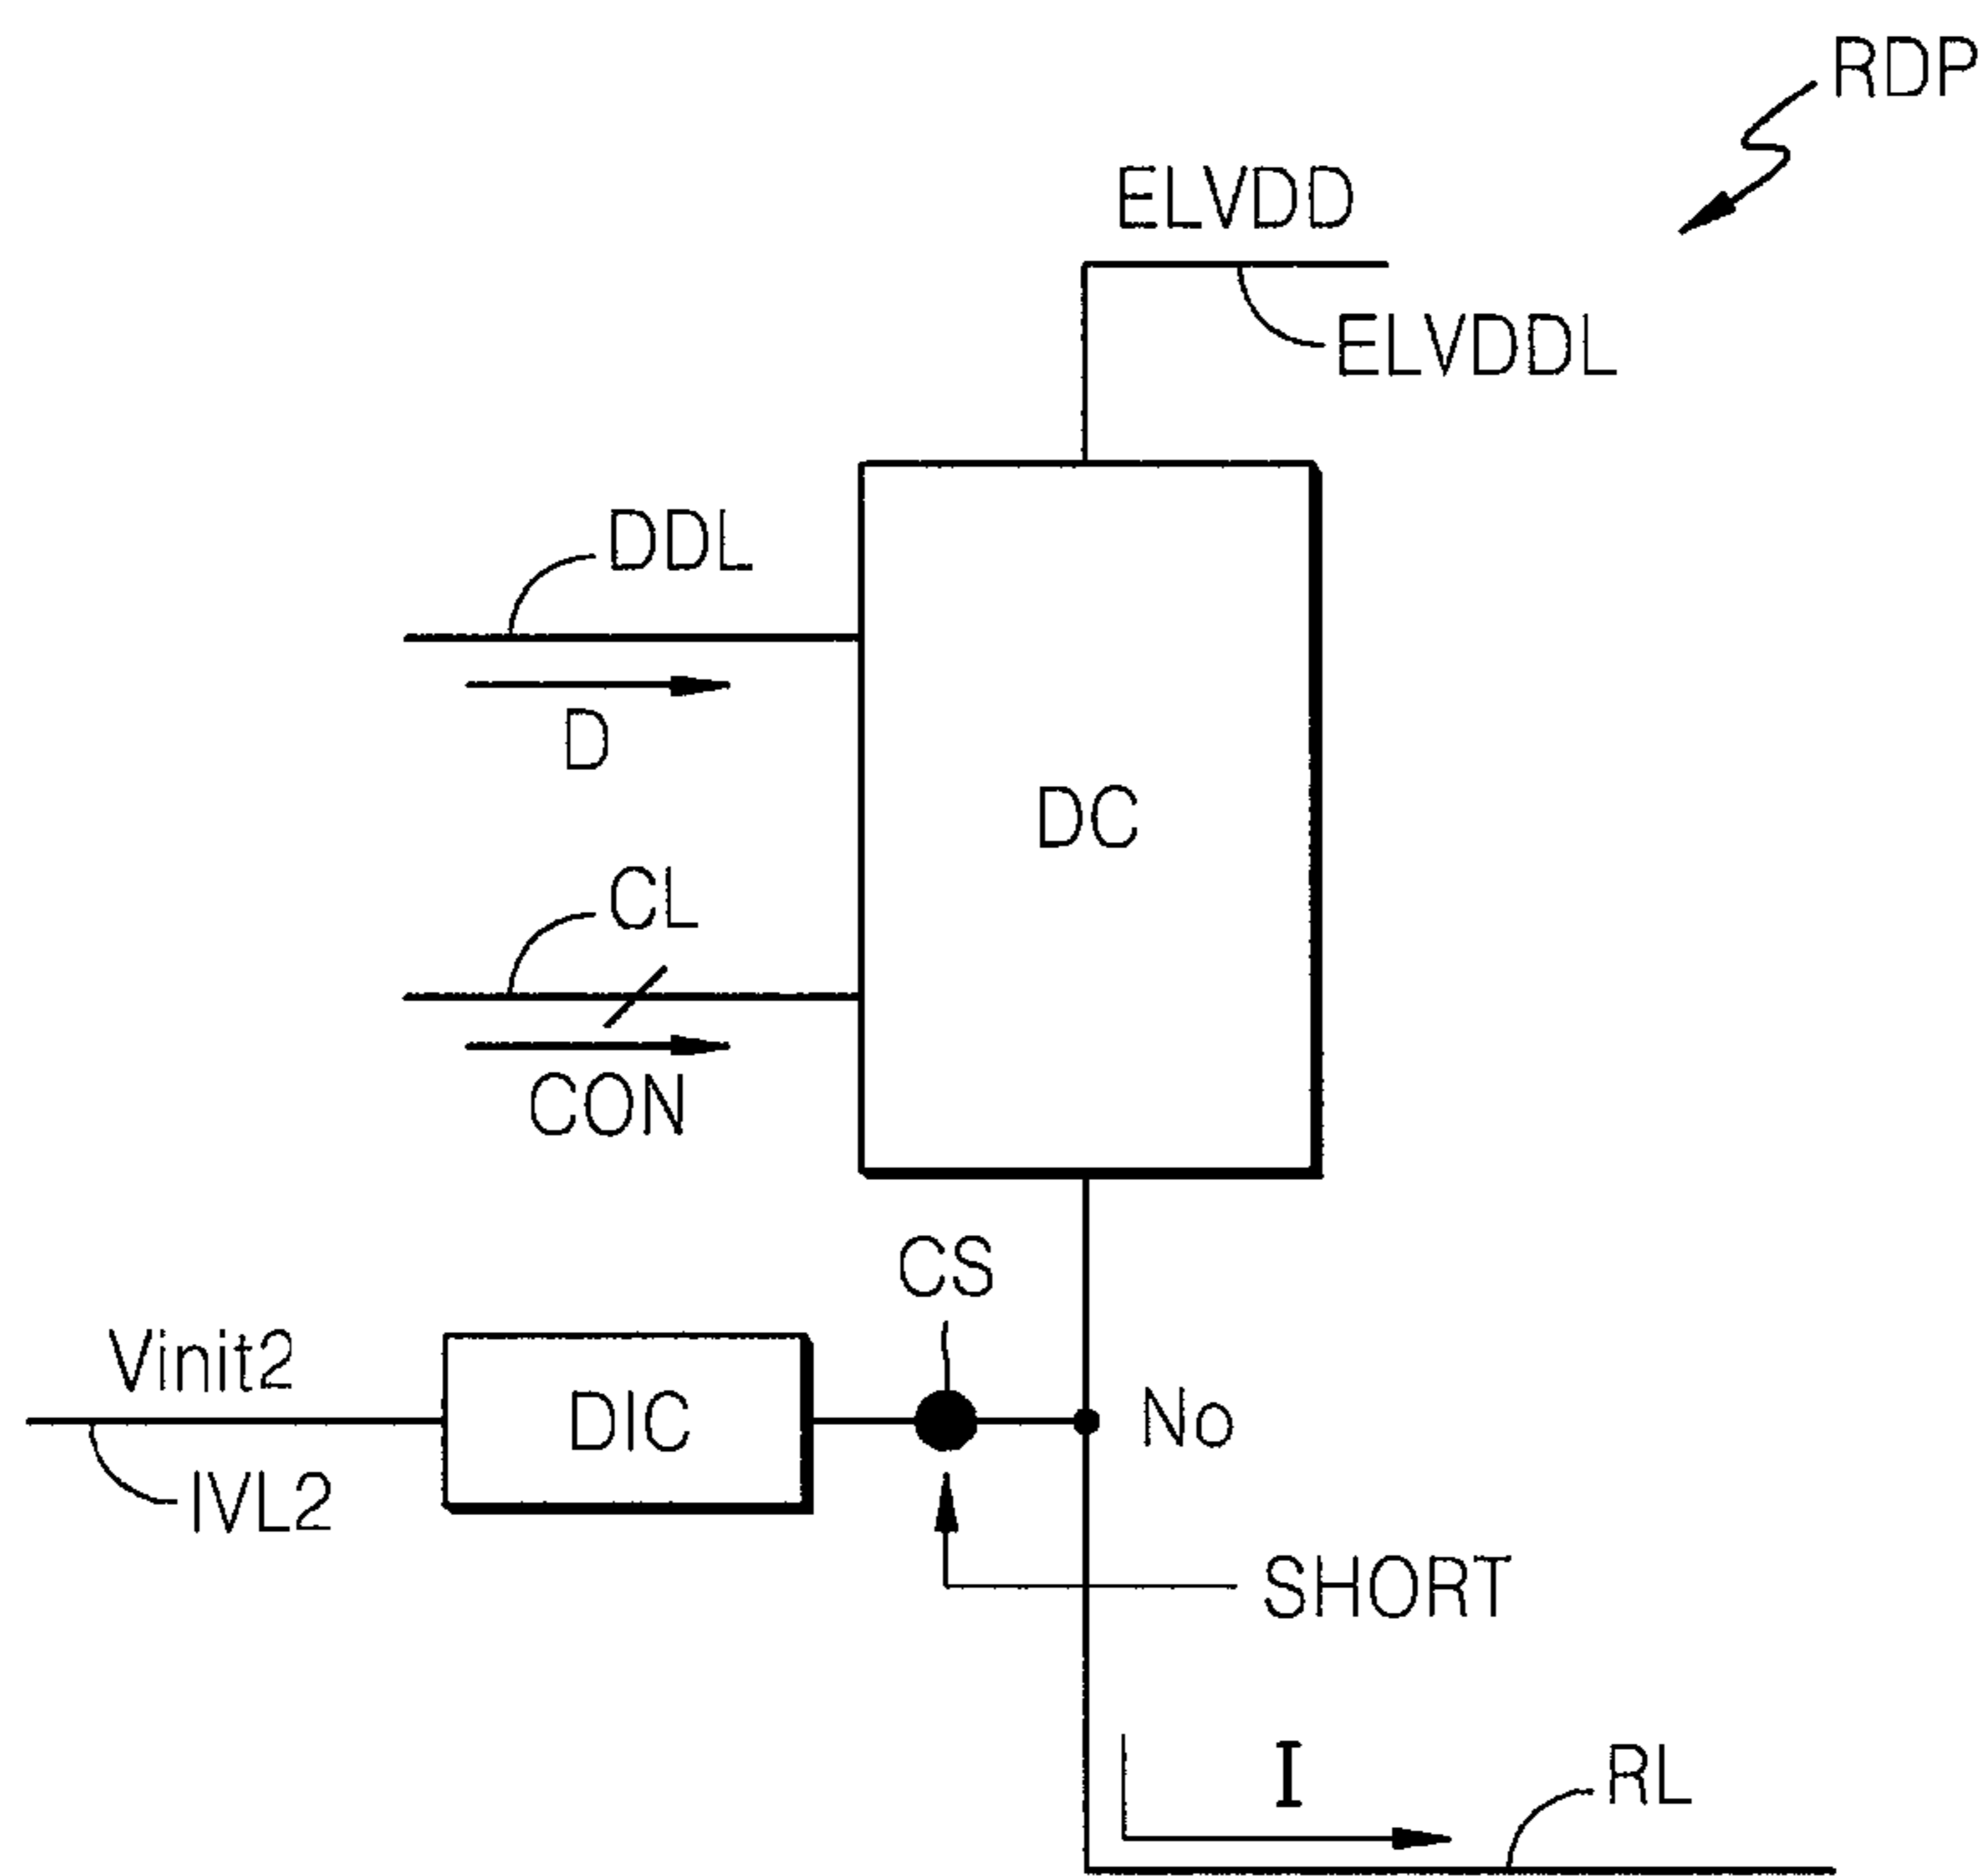 RDP
ELVDD
ELVDDL
DDL
D
DC
CL
CON
CS
Vinit2
DIC
No
IVL2
SHORT
I
RL